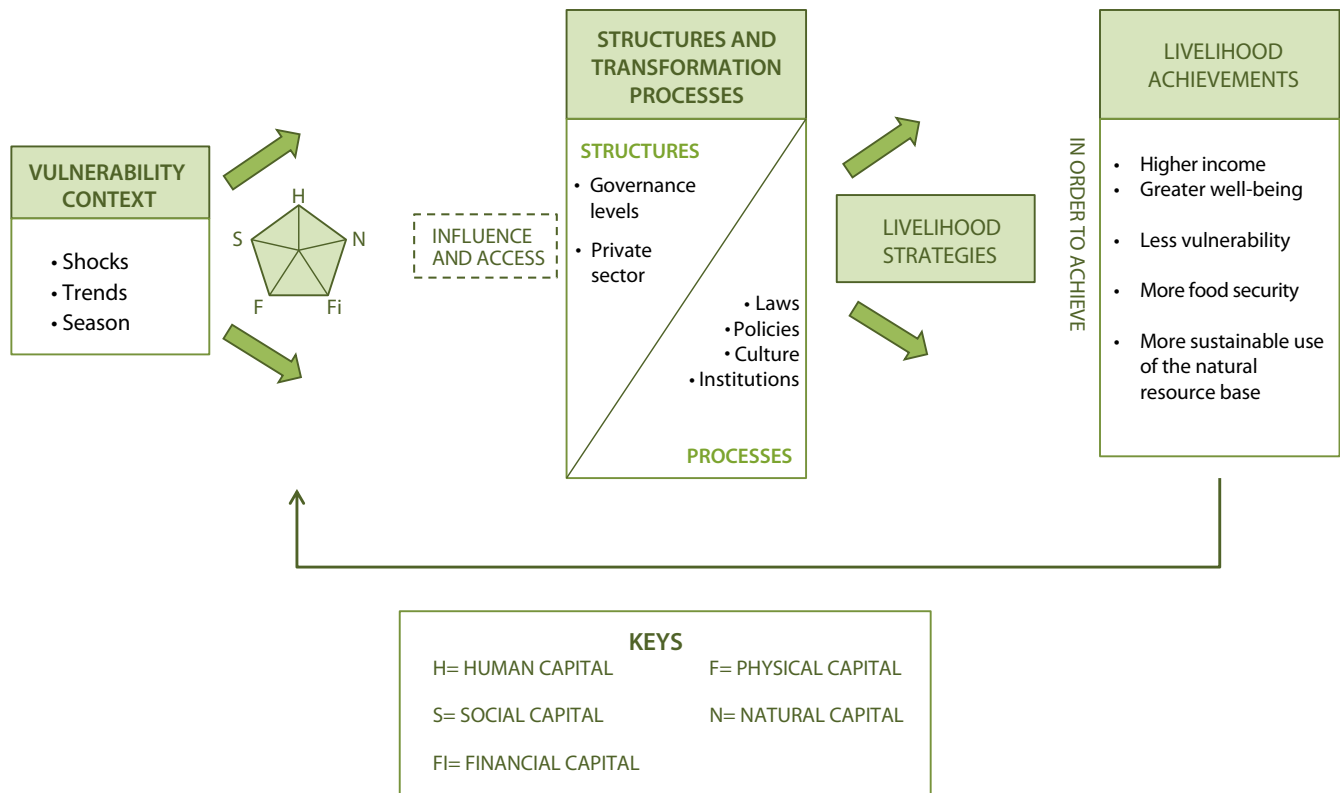 VULNERABILITY
CONTEXT
• Shocks
• Trends
• Season
H
S
N
F
Fi
INFLUENCE
AND ACCESS
STRUCTURES AND
TRANSFORMATION
PROCESSES
STRUCTURES
• Governance
levels
• Private
sector
• Laws
• Policies
• Culture
• Institutions
PROCESSES
LIVELIHOOD
STRATEGIES
IN ORDER TO ACHIEVE
LIVELIHOOD
ACHIEVEMENTS
• Higher income
• Greater well-being
• Less vulnerability
• More food security
• More sustainable use
of the natural
resource base
KEYS
H= HUMAN CAPITAL
F= PHYSICAL CAPITAL
S= SOCIAL CAPITAL
N= NATURAL CAPITAL
FI= FINANCIAL CAPITAL